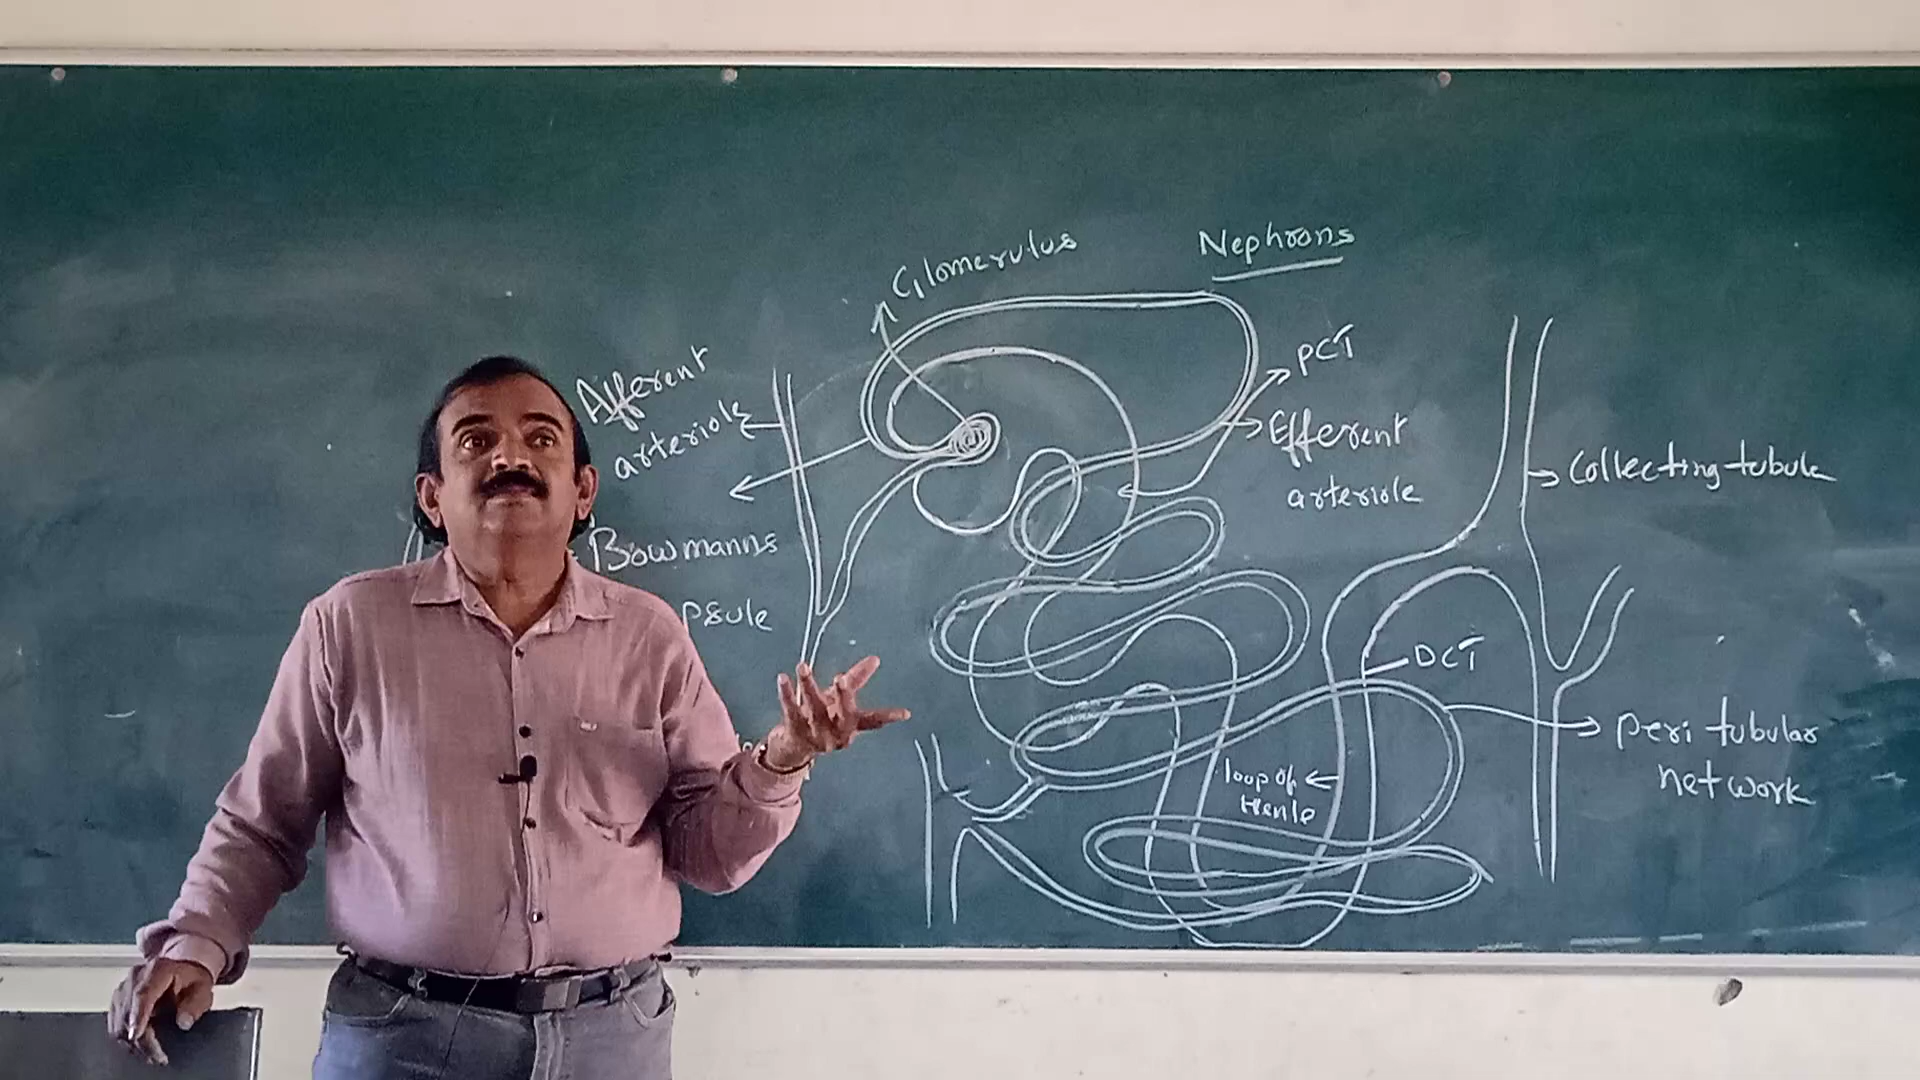 Nephrons
Glomerulus
PCT
Afferent
arteriole
Efferent
arteriole
Collecting tubule
Bowmanns
psule
DCT
Peri tubular
network
loop of
Henle